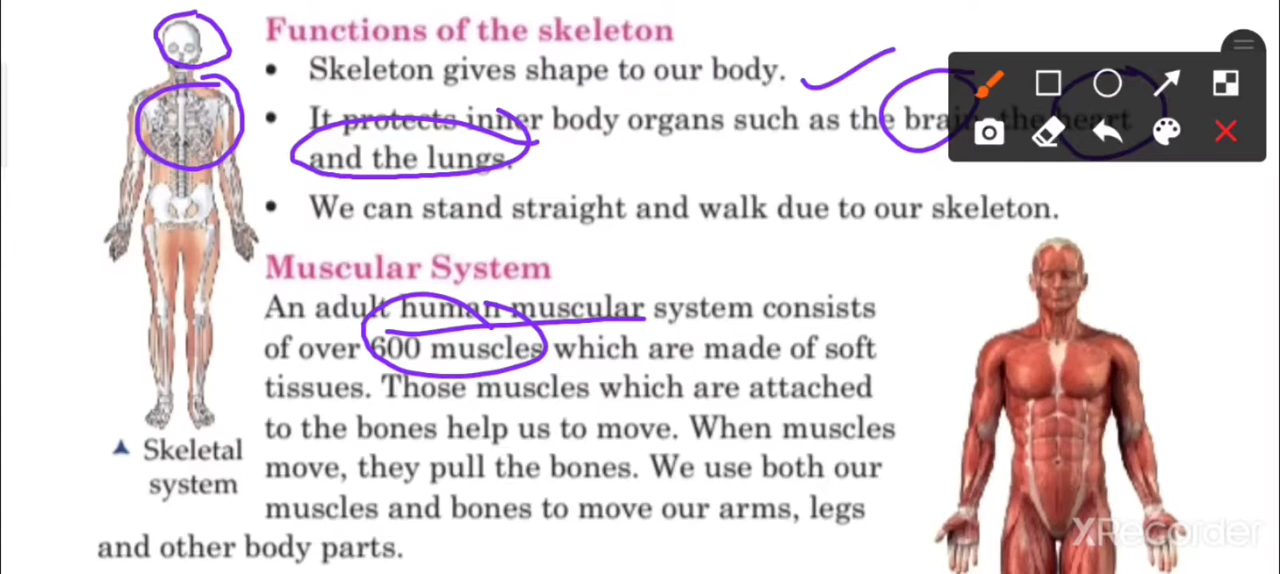 Functions of the skeleton
• Skeleton gives shape to our body.
• It protects inner body organs such as the brain, the heart
and the lungs.
• We can stand straight and walk due to our skeleton.
Muscular System
An adult human muscular system consists
of over 600 muscles which are made of soft
tissues. Those muscles which are attached
to the bones help us to move. When muscles
move, they pull the bones. We use both our
muscles and bones to move our arms, legs
and other body parts.
▲ Skeletal
system
XRecorder